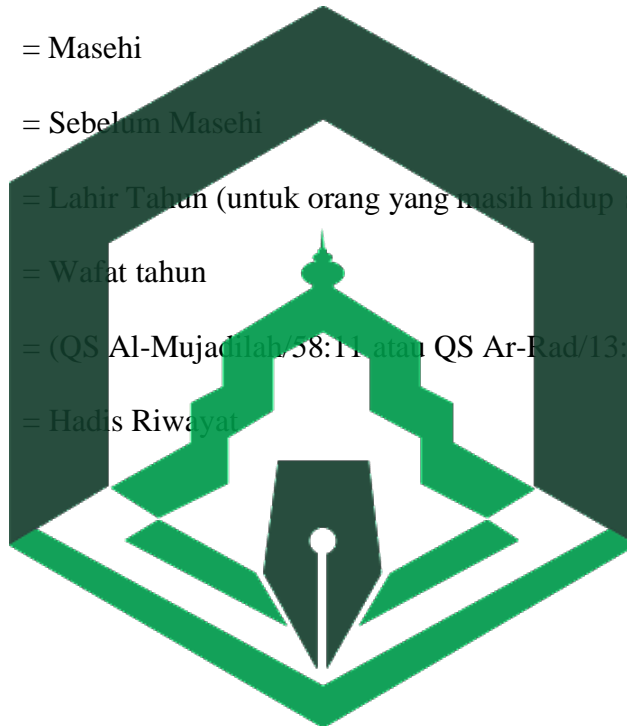 = Masehi
= Sebelum Masehi
= Lahir Tahun (untuk orang yang masih hidup
= Wafat tahun
= (QS Al-Mujadilah/58:11 atau QS Ar-Rad/13:
= Hadis Riwayat